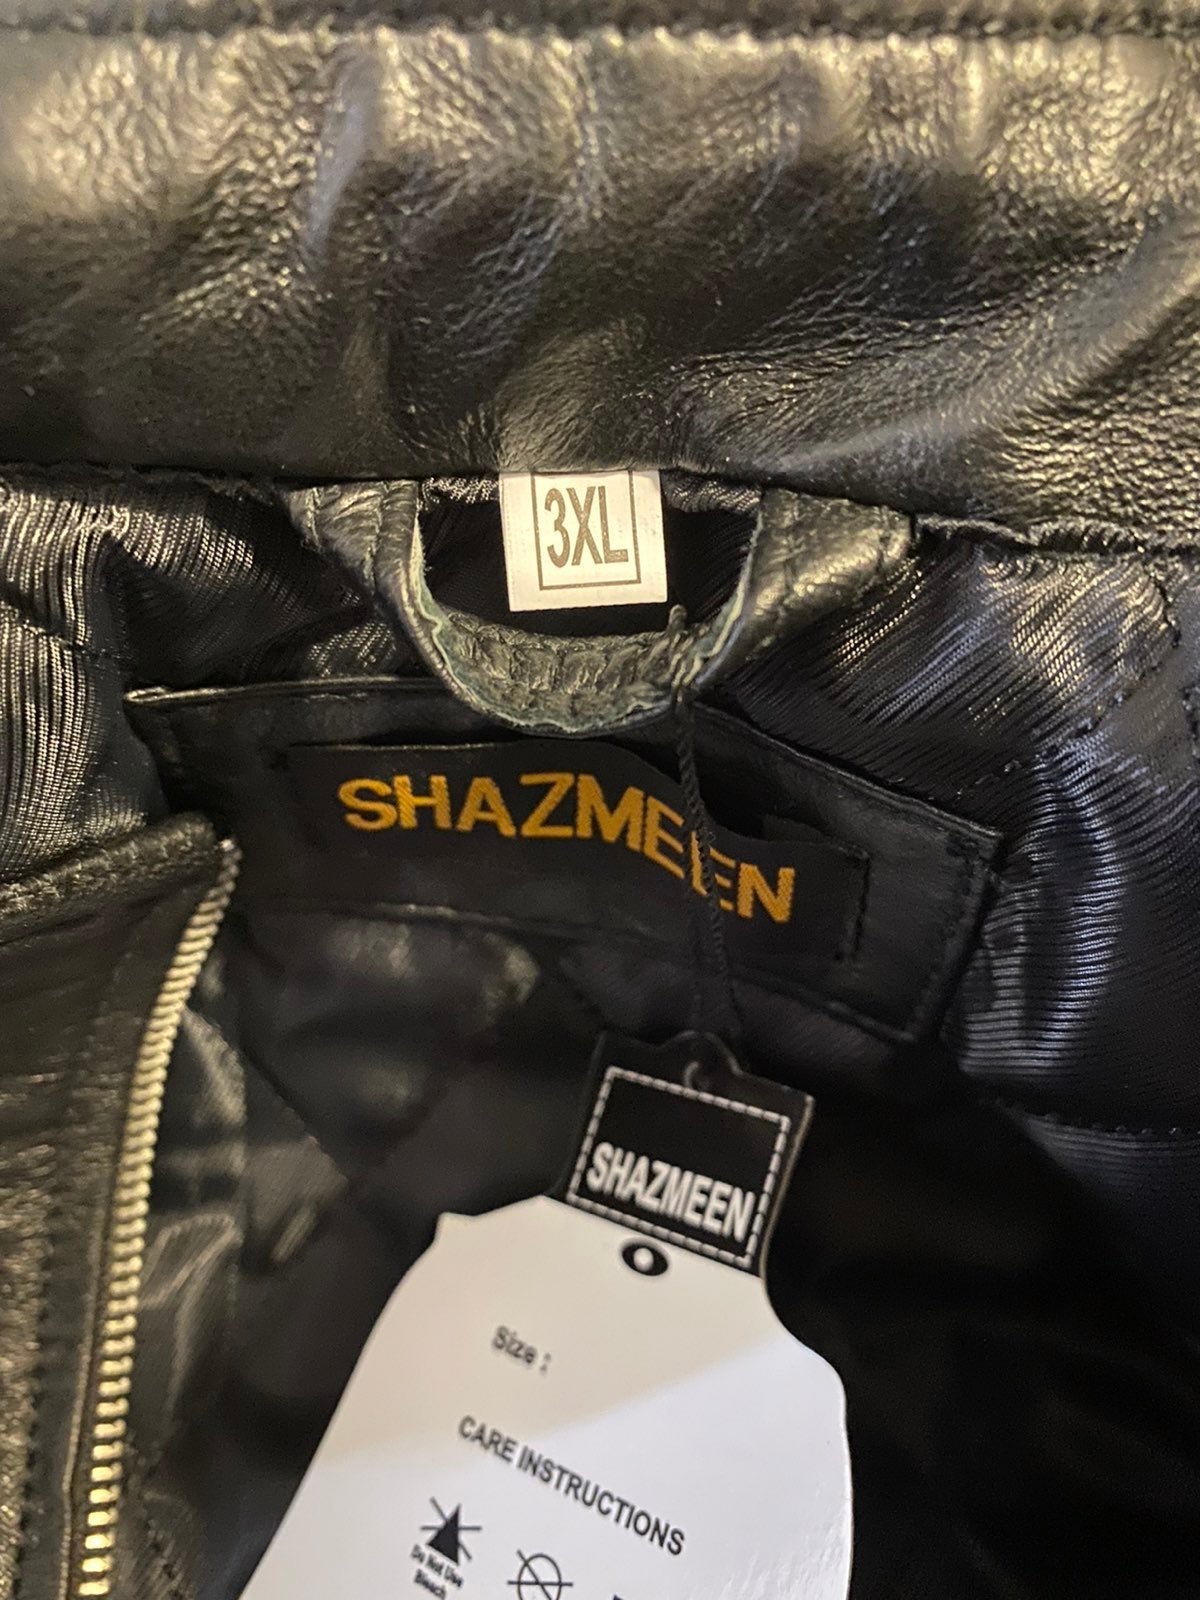 3XL
SHAZMEEN
SHAZMEEN
Size :
CARE INSTRUCTIONS
Do Not Use
Bleach